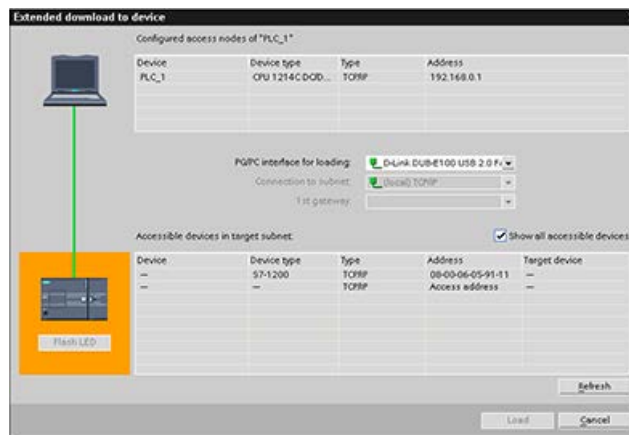 Extended download to device
Configured access nodes of "PLC_1"
Device Device type Type Address
PLC_1 CPU 1214C DC/D... TCP/IP 192.168.0.1
PG/PC interface for loading: D-Link DUB-E100 USB 2.0 Fa
Connection to subnet: (local) TCP/IP
1st gateway:
Accessible devices in target subnet: Show all accessible devices
Device Device type Type Address Target device
— S7-1200 TCP/IP 08-00-06-05-91-11 —
— — TCP/IP Access address —
Flash LED
Refresh
Load Cancel